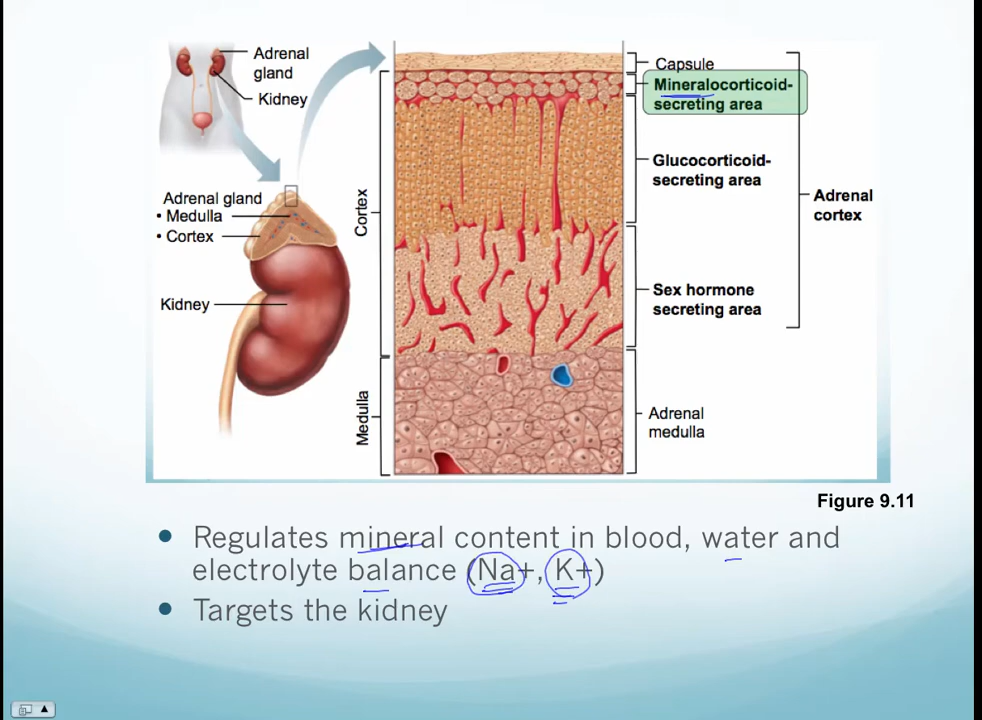 Adrenal
gland
Kidney
Adrenal gland
• Medulla
• Cortex
Kidney
Cortex
Medulla
Capsule
Mineralocorticoid-
secreting area
Glucocorticoid-
secreting area
Sex hormone
secreting area
Adrenal
medulla
Adrenal
cortex
Figure 9.11
• Regulates mineral content in blood, water and
electrolyte balance (Na+, K+)
• Targets the kidney